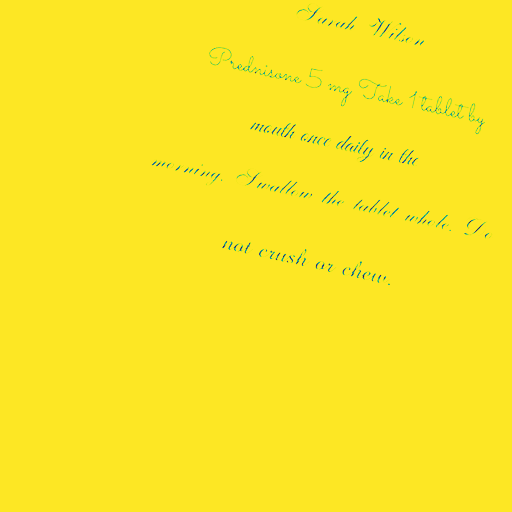 Sarah Wilson
Prednisone 5 mg Take 1 tablet by
mouth once daily in the
morning. Swallow the tablet whole. Do
not crush or chew.